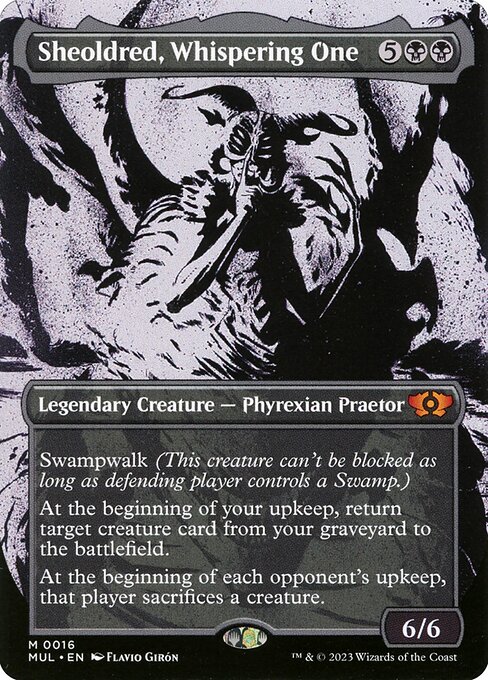 Sheoldred, Whispering One 5
Legendary Creature — Phyrexian Praetor
Swampwalk (This creature can't be blocked as
long as defending player controls a Swamp.)
At the beginning of your upkeep, return
target creature card from your graveyard to
the battlefield.
At the beginning of each opponent's upkeep,
that player sacrifices a creature.
6/6
M 0016
MUL • EN Flavio Girón
™ & © 2023 Wizards of the Coast